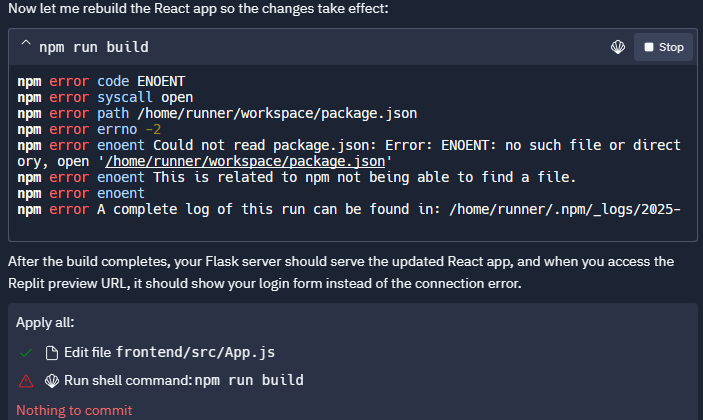 Now let me rebuild the React app so the changes take effect:
npm run build
Stop
npm error code ENOENT
npm error syscall open
npm error path /home/runner/workspace/package.json
npm error errno -2
npm error enoent Could not read package.json: Error: ENOENT: no such file or direct
ory, open '/home/runner/workspace/package.json'
npm error enoent This is related to npm not being able to find a file.
npm error enoent
npm error A complete log of this run can be found in: /home/runner/.npm/_logs/2025-
After the build completes, your Flask server should serve the updated React app, and when you access the
Replit preview URL, it should show your login form instead of the connection error.
Apply all:
Edit file frontend/src/App.js
Run shell command: npm run build
Nothing to commit